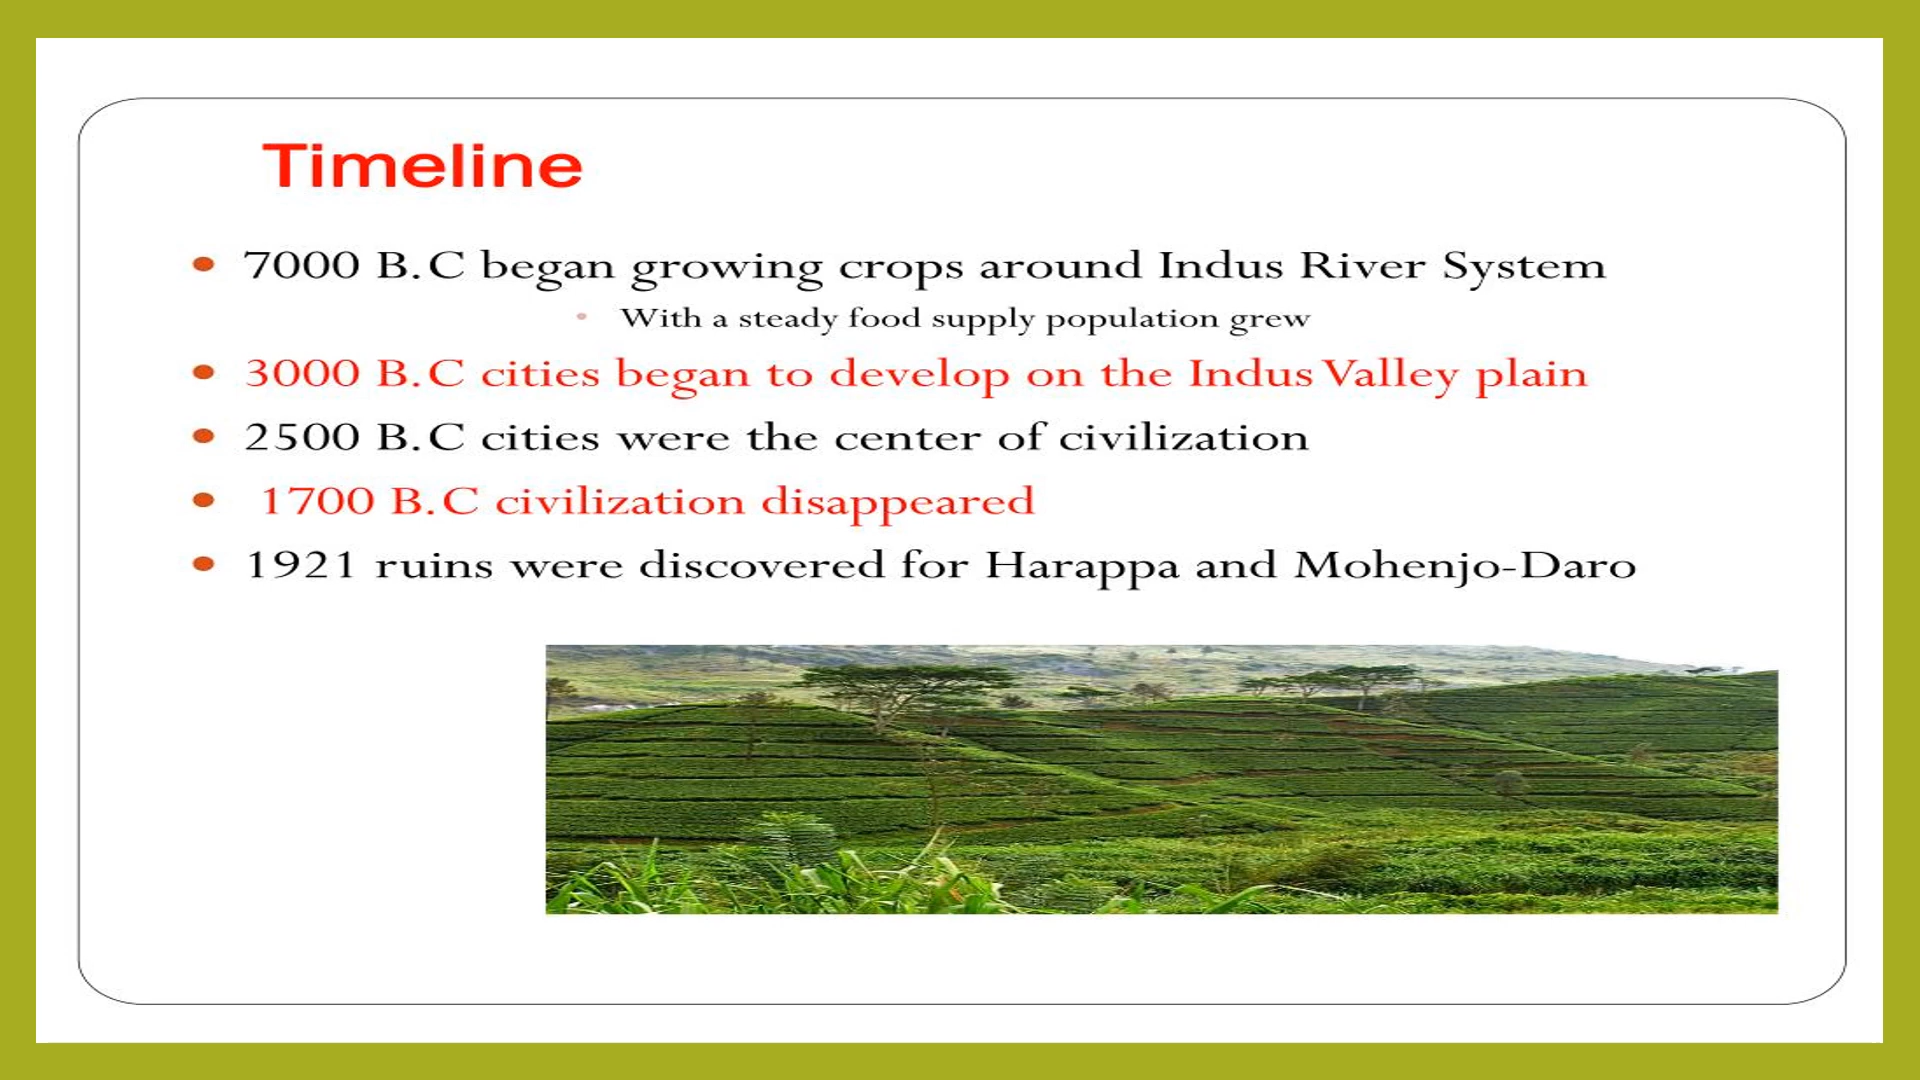 Timeline
• 7000 B.C began growing crops around Indus River System
• With a steady food supply population grew
• 3000 B.C cities began to develop on the Indus Valley plain
• 2500 B.C cities were the center of civilization
• 1700 B.C civilization disappeared
• 1921 ruins were discovered for Harappa and Mohenjo-Daro